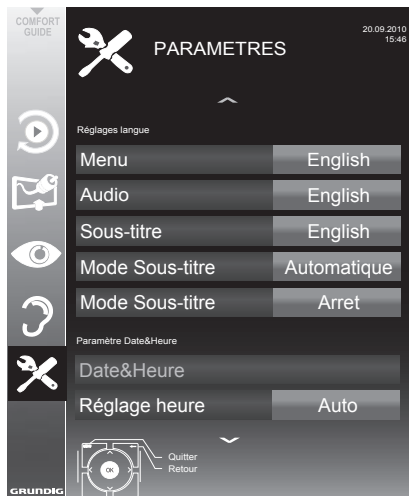 COMFORT
GUIDE
PARAMETRES
20.09.2010
15:46
Réglages langue
Menu English
Audio English
Sous-titre English
Mode Sous-titre Automatique
Mode Sous-titre Arret
Paramètre Date&Heure
Date&Heure
Réglage heure Auto
Quitter
Retour
OK
GRUNDIG